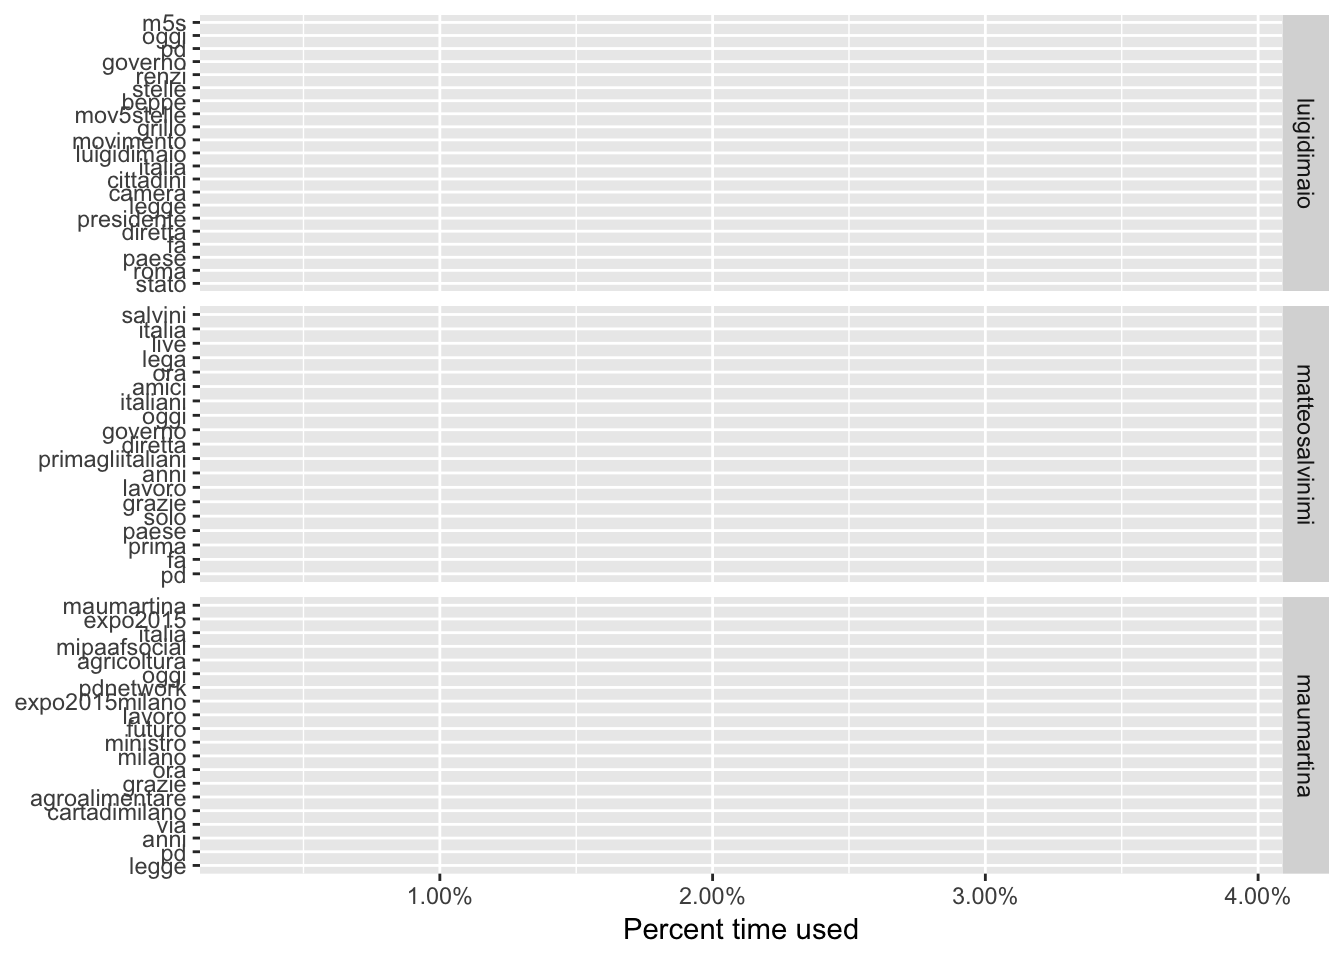 m5s
oggi
pd
governo
renzi
stelle
beppe
mov5stelle
grillo
movimento
luigidimaio
italia
cittadini
camera
legge
presidente
diretta
fa
paese
roma
stato
luigidimaio
salvini
italia
live
lega
ora
amici
italiani
oggi
governo
diretta
primagliitaliani
anni
lavoro
grazie
solo
paese
prima
fa
pd
matteosalvinimi
maumartina
expo2015
italia
mipaafsocial
agricoltura
oggi
pdnetwork
expo2015milano
lavoro
futuro
ministro
milano
ora
grazie
agroalimentare
cartadimilano
via
anni
pd
legge
maumartina
1.00% 2.00% 3.00% 4.00%
Percent time used